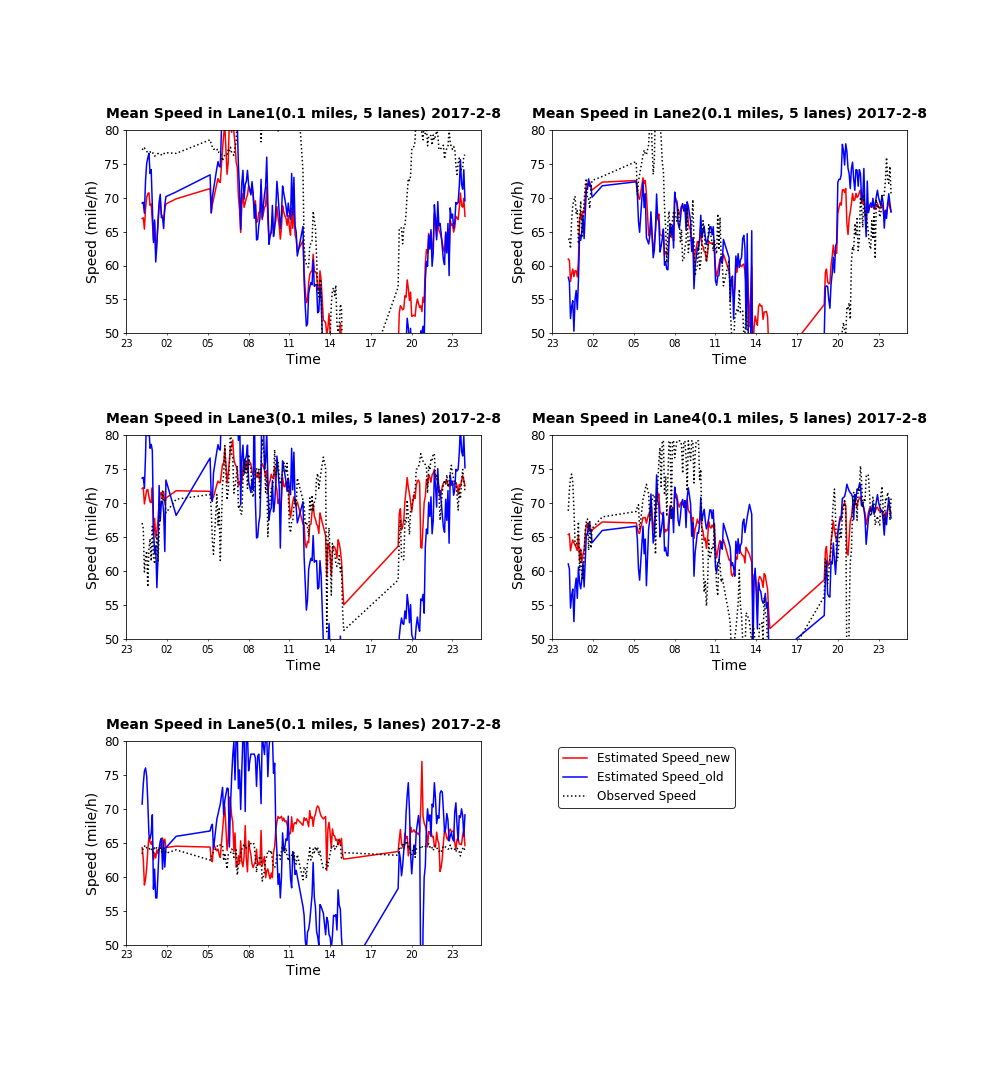 Mean Speed in Lane1(0.1 miles, 5 lanes) 2017-2-8
80
75
70
65
60
55
50
Speed (mile/h)
23 02 05 08 11 14 17 20 23
Time
Mean Speed in Lane2(0.1 miles, 5 lanes) 2017-2-8
80
75
70
65
60
55
50
Speed (mile/h)
23 02 05 08 11 14 17 20 23
Time
Mean Speed in Lane3(0.1 miles, 5 lanes) 2017-2-8
80
75
70
65
60
55
50
Speed (mile/h)
23 02 05 08 11 14 17 20 23
Time
Mean Speed in Lane4(0.1 miles, 5 lanes) 2017-2-8
80
75
70
65
60
55
50
Speed (mile/h)
23 02 05 08 11 14 17 20 23
Time
Mean Speed in Lane5(0.1 miles, 5 lanes) 2017-2-8
80
75
70
65
60
55
50
Speed (mile/h)
23 02 05 08 11 14 17 20 23
Time
Estimated Speed_new
Estimated Speed_old
Observed Speed